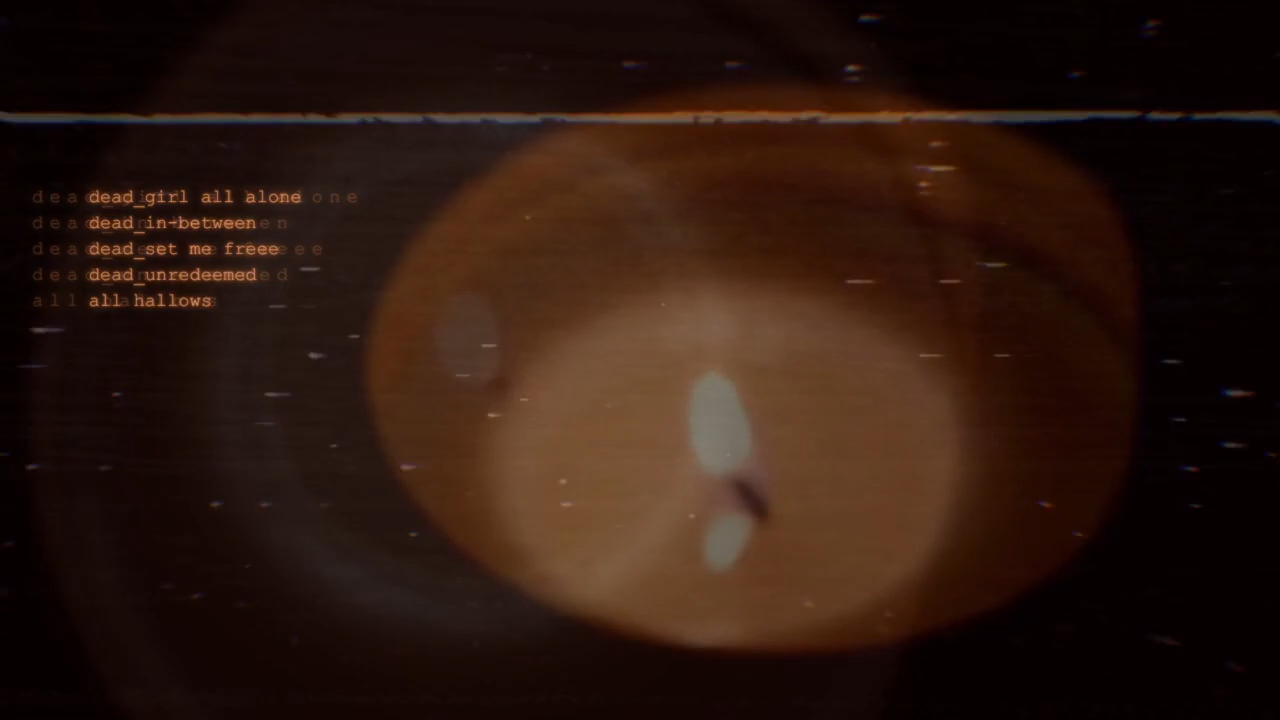 dead_girl all alone
dead_in-between
dead_set me freee
dead_unredeemed
all hallows